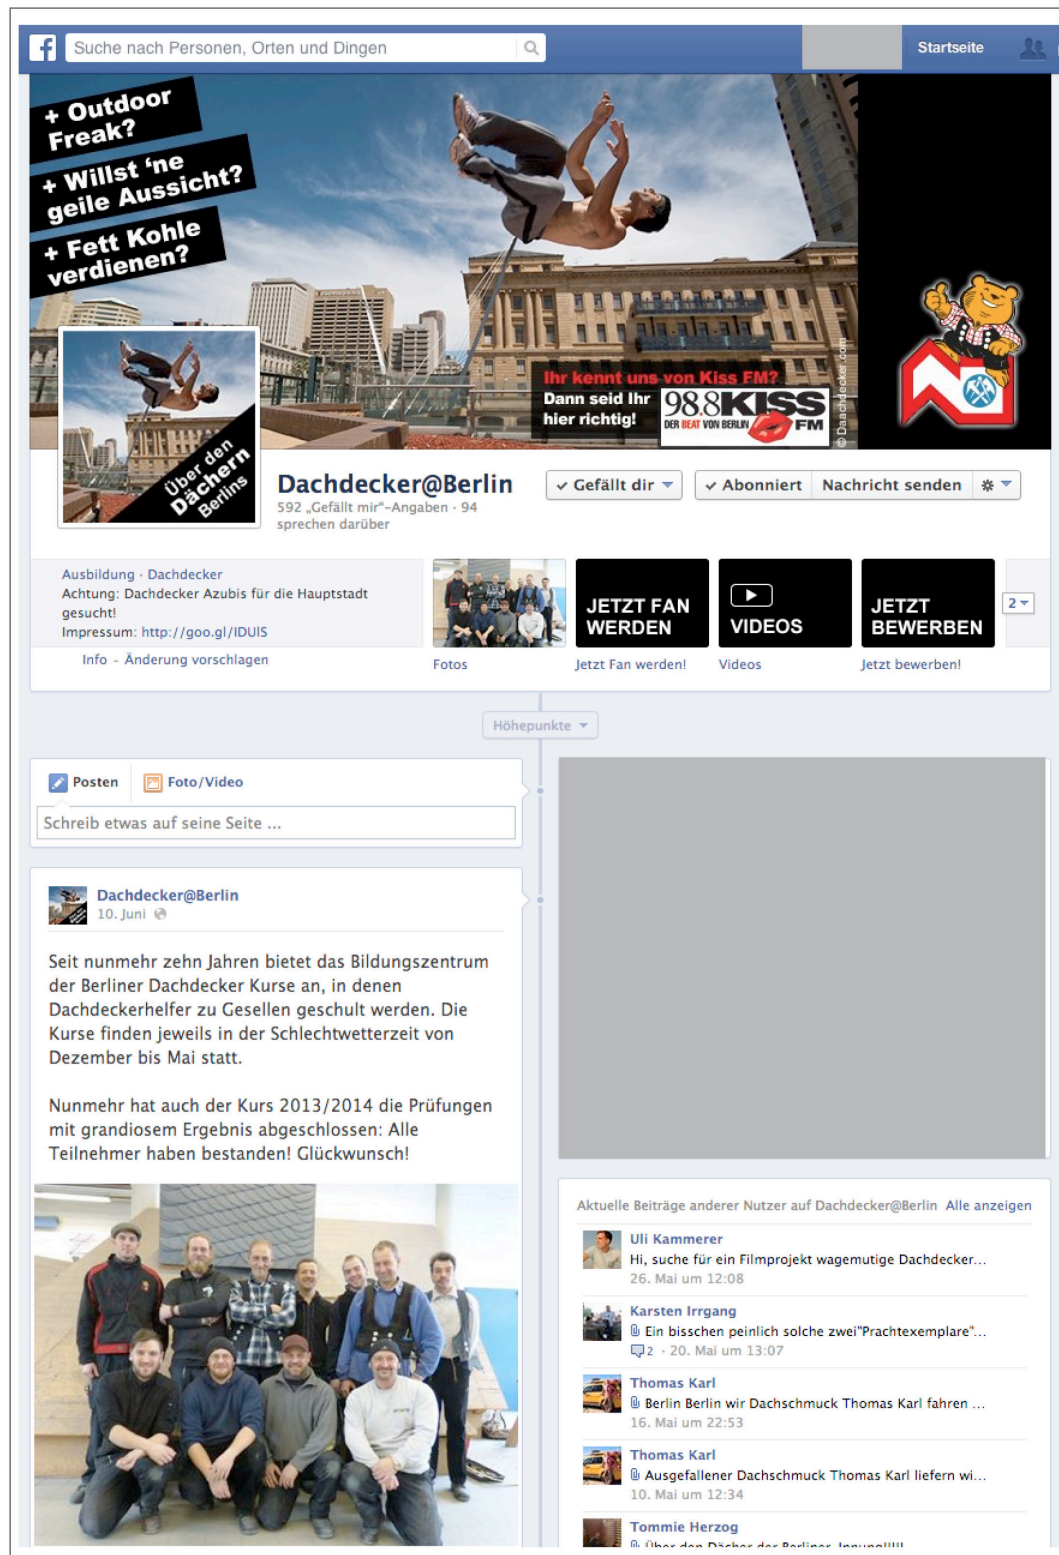 Suche nach Personen, Orten und Dingen
Startseite
+ Outdoor
Freak?
+ Willst ‘ne
geile Aussicht?
+ Fett Kohle
verdienen?
Ihr kennt uns von Kiss FM?
Dann seid Ihr
hier richtig!
98.8 KISS
DER BEAT VON BERLIN
FM
© Daachdecker.com
Über den
Dächern
Berlins
Dachdecker@Berlin
592 „Gefällt mir“-Angaben · 94
sprechen darüber
Gefällt dir
Abonniert
Nachricht senden
Ausbildung · Dachdecker
Achtung: Dachdecker Azubis für die Hauptstadt
gesucht!
Impressum: http://goo.gl/IDUlS
Info – Änderung vorschlagen
JETZT FAN
WERDEN
VIDEOS
JETZT
BEWERBEN
2
Fotos
Jetzt Fan werden!
Videos
Jetzt bewerben!
Höhepunkte
Posten
Foto/Video
Schreib etwas auf seine Seite ...
Dachdecker@Berlin
10. Juni
Seit nunmehr zehn Jahren bietet das Bildungszentrum
der Berliner Dachdecker Kurse an, in denen
Dachdeckerhelfer zu Gesellen geschult werden. Die
Kurse finden jeweils in der Schlechtwetterzeit von
Dezember bis Mai statt.
Nunmehr hat auch der Kurs 2013/2014 die Prüfungen
mit grandiosem Ergebnis abgeschlossen: Alle
Teilnehmer haben bestanden! Glückwunsch!
Aktuelle Beiträge anderer Nutzer auf Dachdecker@Berlin Alle anzeigen
Uli Kammerer
Hi, suche für ein Filmprojekt wagemutige Dachdecker...
26. Mai um 12:08
Karsten Irrgang
Ein bisschen peinlich solche zwei"Prachtexemplare"...
2 · 20. Mai um 13:07
Thomas Karl
Berlin Berlin wir Dachschmuck Thomas Karl fahren ...
16. Mai um 22:53
Thomas Karl
Ausgefallener Dachschmuck Thomas Karl liefern wi...
10. Mai um 12:34
Tommie Herzog
Über den Dächer der Berliner Innung!!!!!